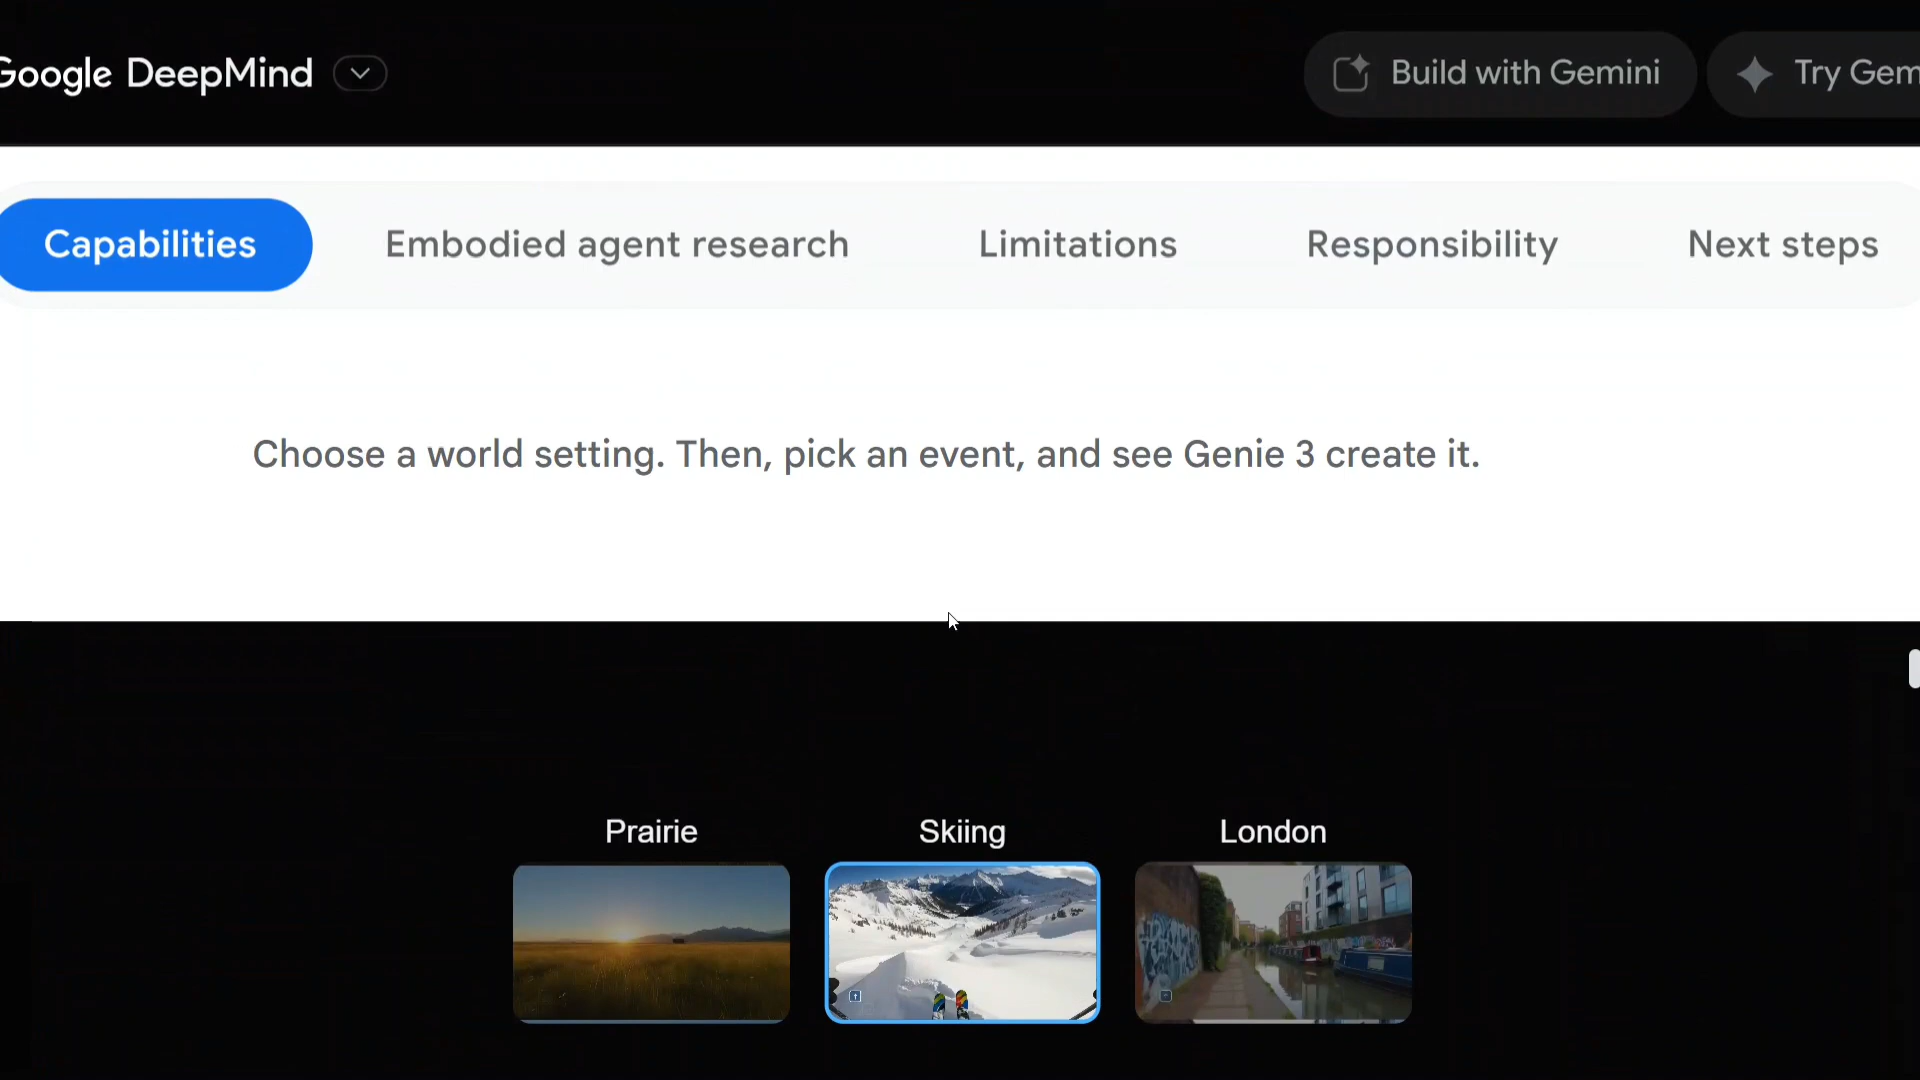 Google DeepMind
Build with Gemini
Try Gem
Capabilities
Embodied agent research
Limitations
Responsibility
Next steps
Choose a world setting. Then, pick an event, and see Genie 3 create it.
Prairie
Skiing
London